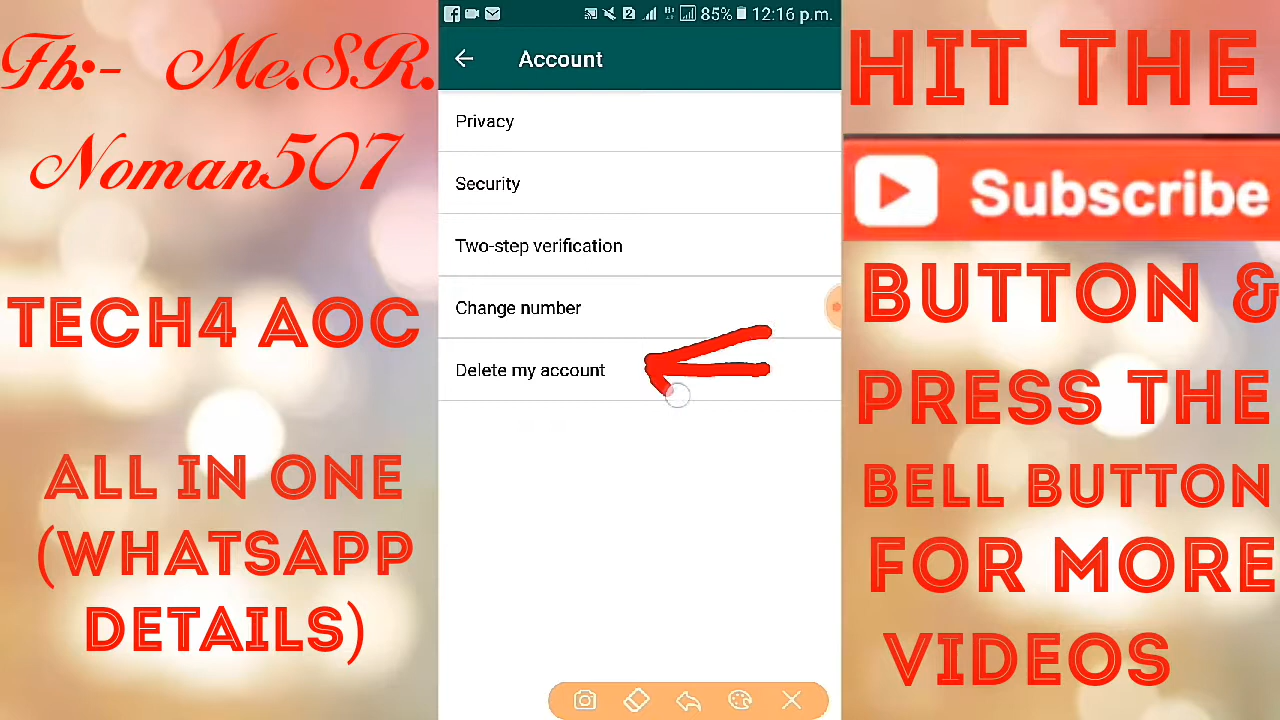 Fb:- Me.SR.
Noman507
TECH4 AOC
ALL IN ONE
(WHATSAPP
DETAILS)
85% 12:16 p.m.
Account
Privacy
Security
Two-step verification
Change number
Delete my account
HIT THE
Subscribe
BUTTON &
PRESS THE
BELL BUTTON
FOR MORE
VIDEOS